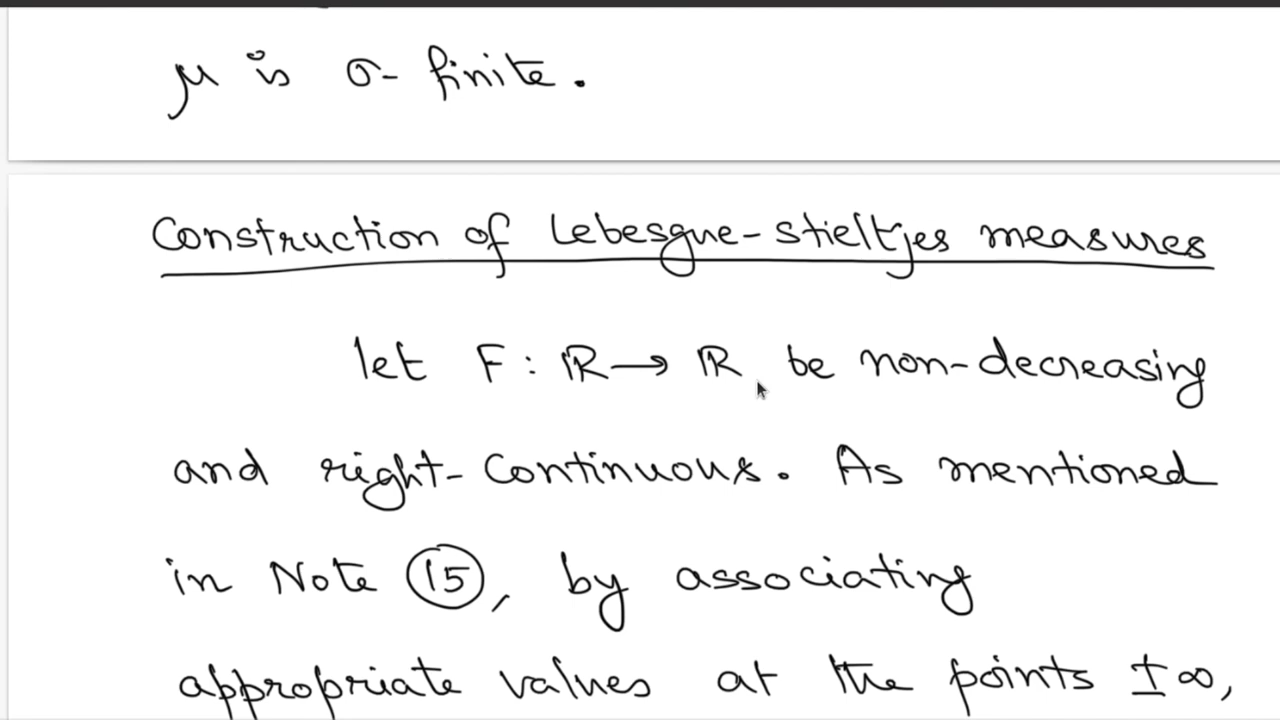 μ is σ- finite.
Construction of Lebesgue-Stieltjes measures
let F : ℝ → ℝ be non-decreasing
and right-continuous. As mentioned
in Note 15, by associating
appropriate values at the points ±∞,